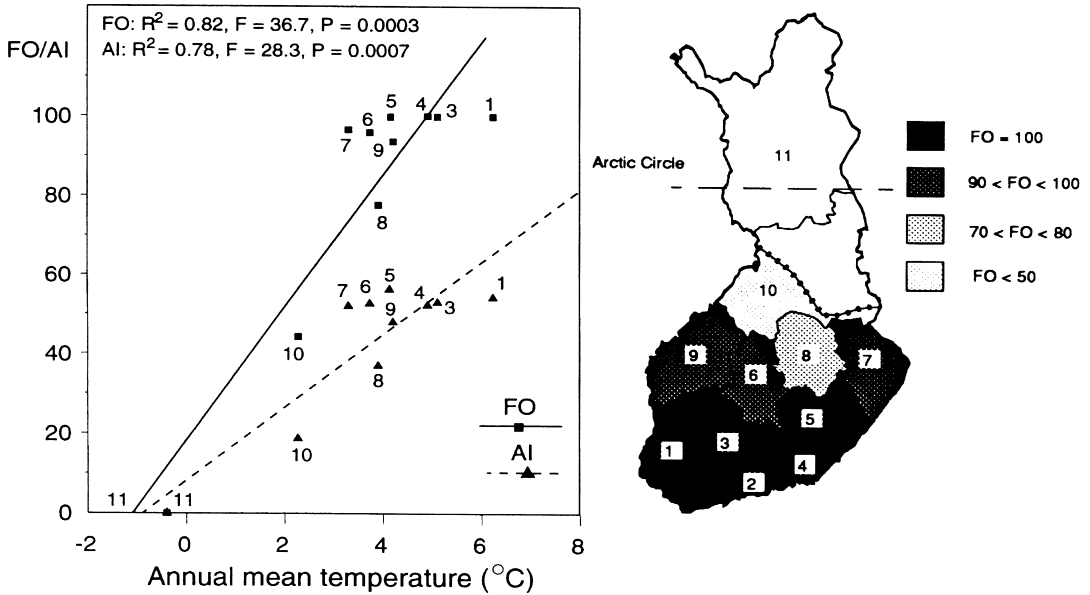 FO: R² = 0.82, F = 36.7, P = 0.0003
AI: R² = 0.78, F = 28.3, P = 0.0007
FO/AI
100
80
60
40
20
0
-2 0 2 4 6 8
Annual mean temperature (°C)
7 6 5 9 4 3 1
8
10
7 6 5 9 4 3 1
8
10
11 11
FO
AI
Arctic Circle
11
10
9 6 8 7
5
1 3 4
2
FO = 100
90 < FO < 100
70 < FO < 80
FO < 50